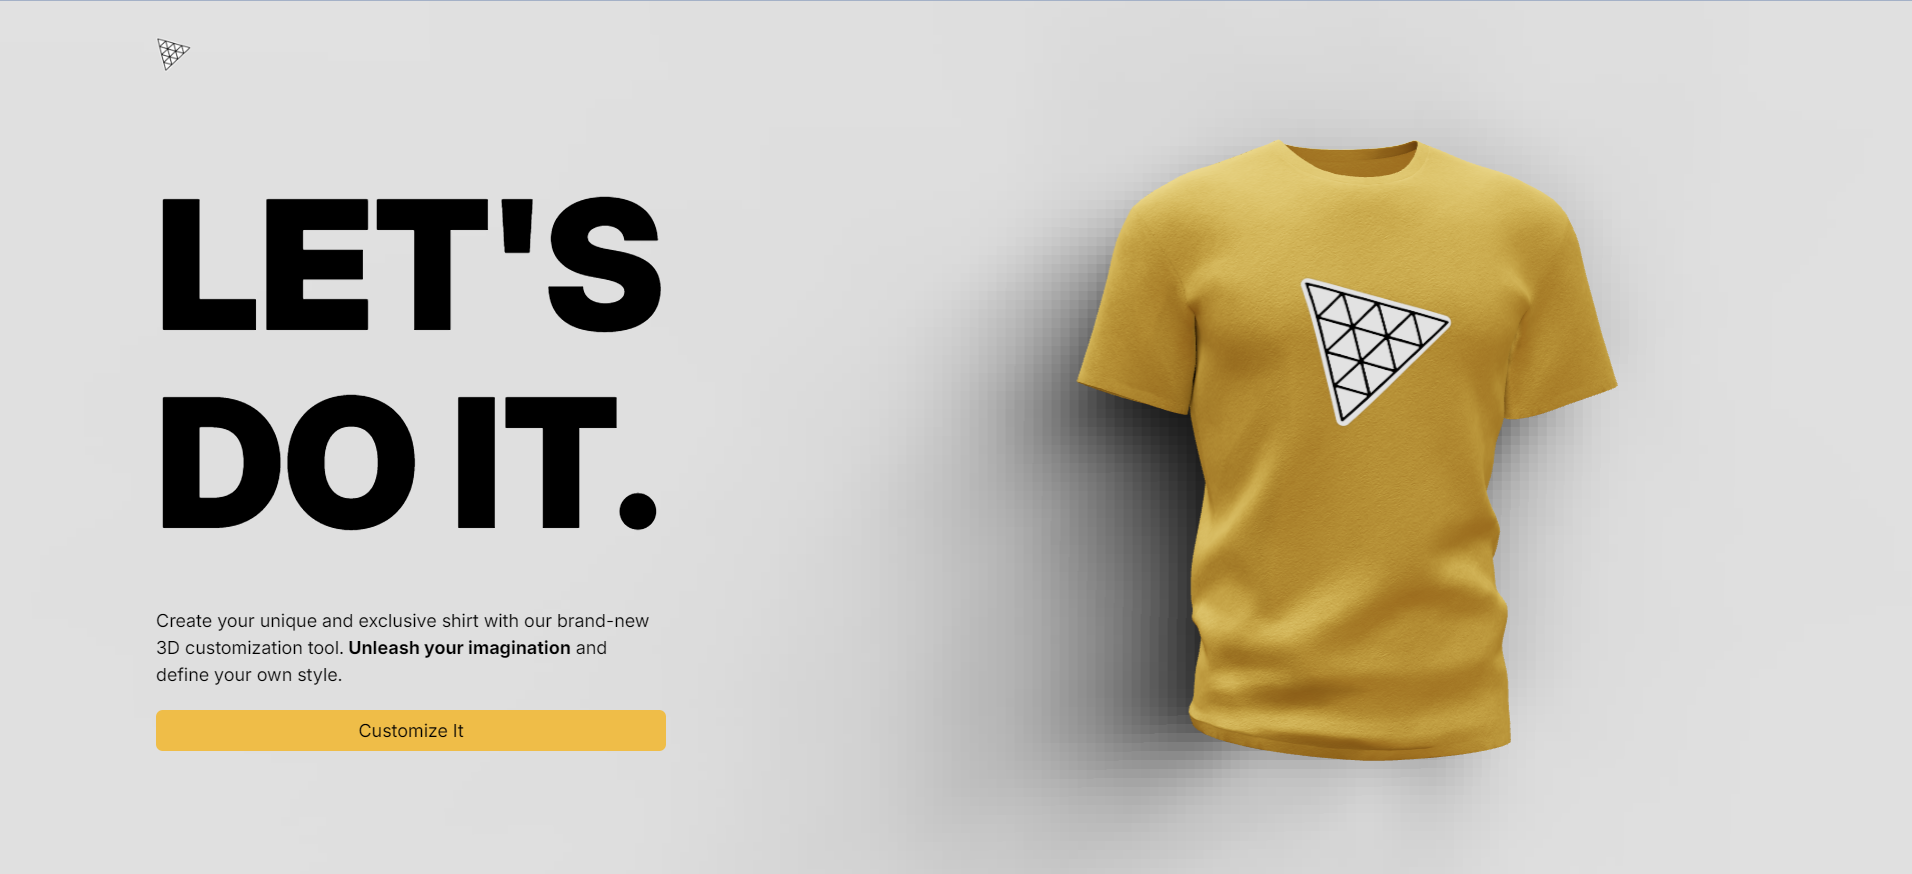 LET'S
DO IT.
Create your unique and exclusive shirt with our brand-new
3D customization tool. Unleash your imagination and
define your own style.
Customize It